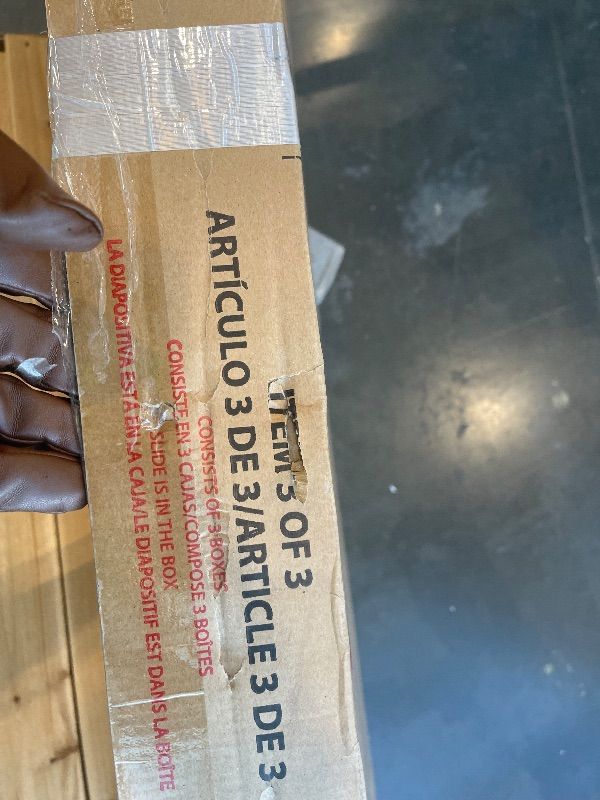 ITEM 3 OF 3
ARTÍCULO 3 DE 3/ARTICLE 3 DE 3
CONSISTS OF 3 BOXES
CONSISTE EN 3 CAJAS/COMPOSE 3 BOÎTES
SLIDE IS IN THE BOX
LA DIAPOSITIVA ESTA EN LA CAJA/LE DIAPOSITIF EST DANS LA BOÎTE